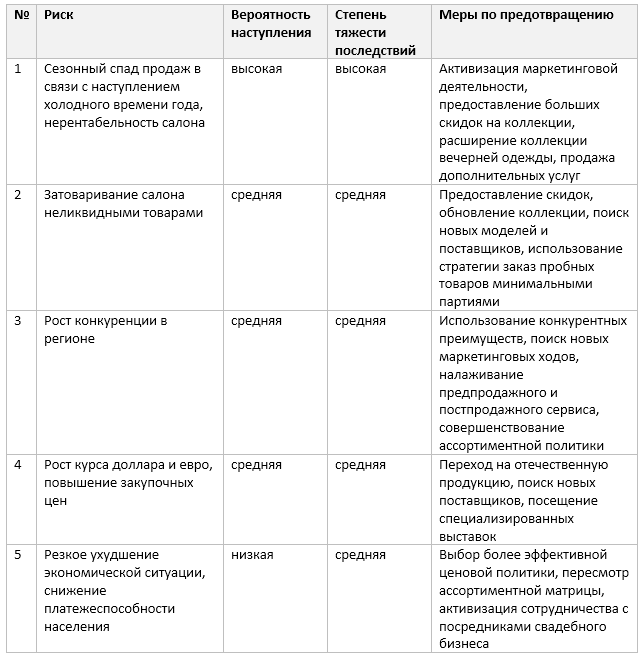 № Риск Вероятность наступления Степень тяжести последствий Меры по предотвращению
1 Сезонный спад продаж в высокая высокая Активизация маркетинговой
связи с наступлением деятельности,
холодного времени года, предоставление больших
нерентабельность салона скидок на коллекции,
расширение коллекции
вечерней одежды, продажа
дополнительных услуг
2 Затоваривание салона средняя средняя Предоставление скидок,
неликвидными товарами обновление коллекции, поиск
новых моделей и
поставщиков, использование
стратегии заказ пробных
товаров минимальными
партиями
3 Рост конкуренции в средняя средняя Использование конкурентных
регионе преимуществ, поиск новых
маркетинговых ходов,
налаживание
предпродажного и
постпродажного сервиса,
совершенствование
ассортиментной политики
4 Рост курса доллара и евро, средняя средняя Переход на отечественную
повышение закупочных продукцию, поиск новых
цен поставщиков, посещение
специализированных
выставок
5 Резкое ухудшение низкая средняя Выбор более эффективной
экономической ситуации, ценовой политики, пересмотр
снижение ассортиментной матрицы,
платежеспособности активизация сотрудничества с
населения посредниками свадебного
бизнеса